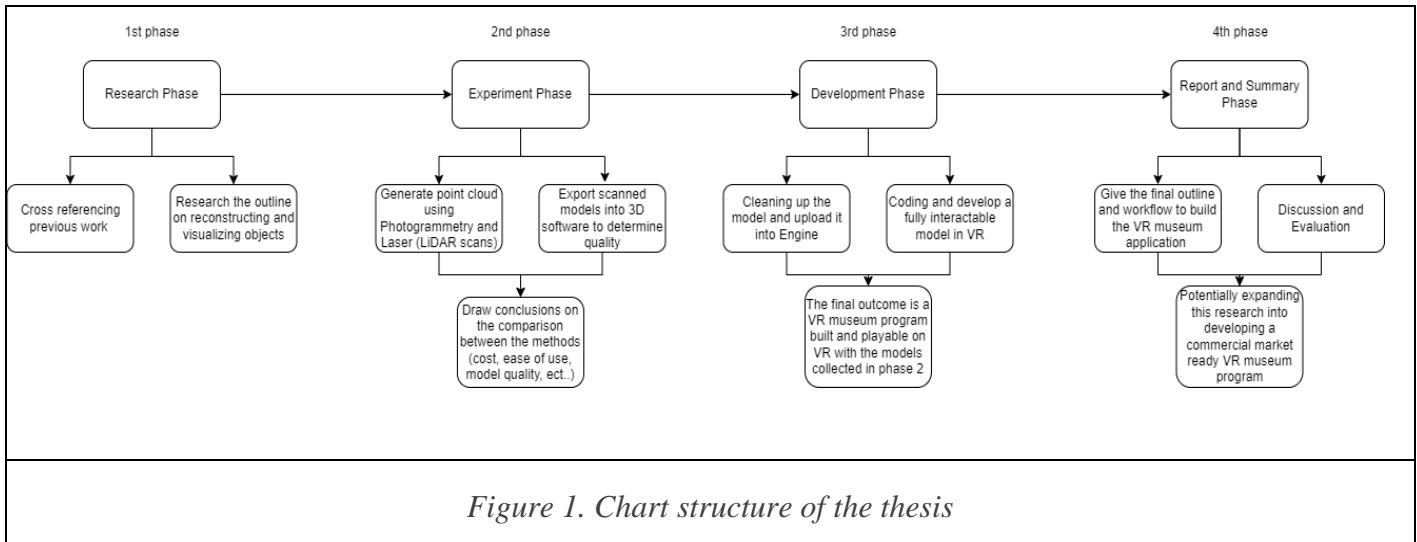 1st phase
2nd phase
3rd phase
4th phase
Research Phase
Experiment Phase
Development Phase
Report and Summary
Phase
Cross referencing
previous work
Research the outline
on reconstructing and
visualizing objects
Generate point cloud
using
Photogrammetry and
Laser (LiDAR scans)
Export scanned
models into 3D
software to determine
quality
Cleaning up the
model and upload it
into Engine
Coding and develop a
fully interactable
model in VR
Give the final outline
and workflow to build
the VR museum
application
Discussion and
Evaluation
Draw conclusions on
the comparison
between the methods
(cost, ease of use,
model quality, ect..)
The final outcome is a
VR museum program
built and playable on
VR with the models
collected in phase 2
Potentially expanding
this research into
developing a
commercial market
ready VR museum
program
Figure 1. Chart structure of the thesis